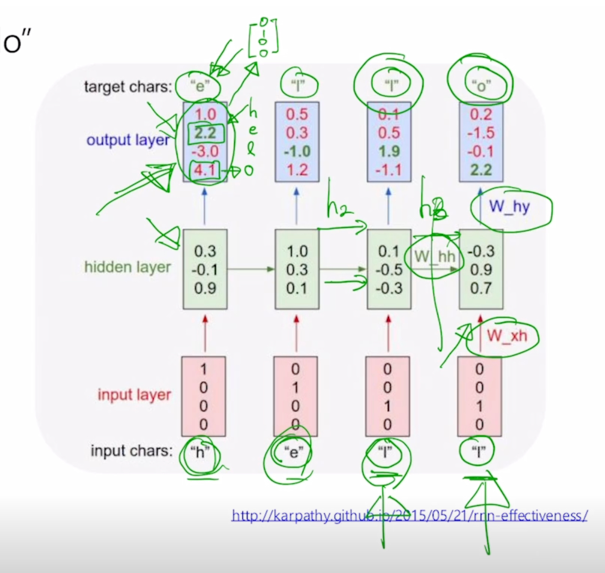 o"
target chars: "e" "l" "l" "o"
output layer
1.0 0.5 0.1 0.2
2.2 0.3 0.5 -1.5
-3.0 -1.0 1.9 -0.1
4.1 1.2 -1.1 2.2
0
1
0
0
h
e
l
o
h2
W_hy
hidden layer
0.3 1.0 0.1 -0.3
-0.1 0.3 -0.5 0.9
0.9 0.1 -0.3 0.7
W_hh
W_xh
input layer
1 0 0 0
0 1 0 0
0 0 1 1
0 0 0 0
input chars: "h" "e" "l" "l"
http://karpathy.github.io/2015/05/21/rnn-effectiveness/